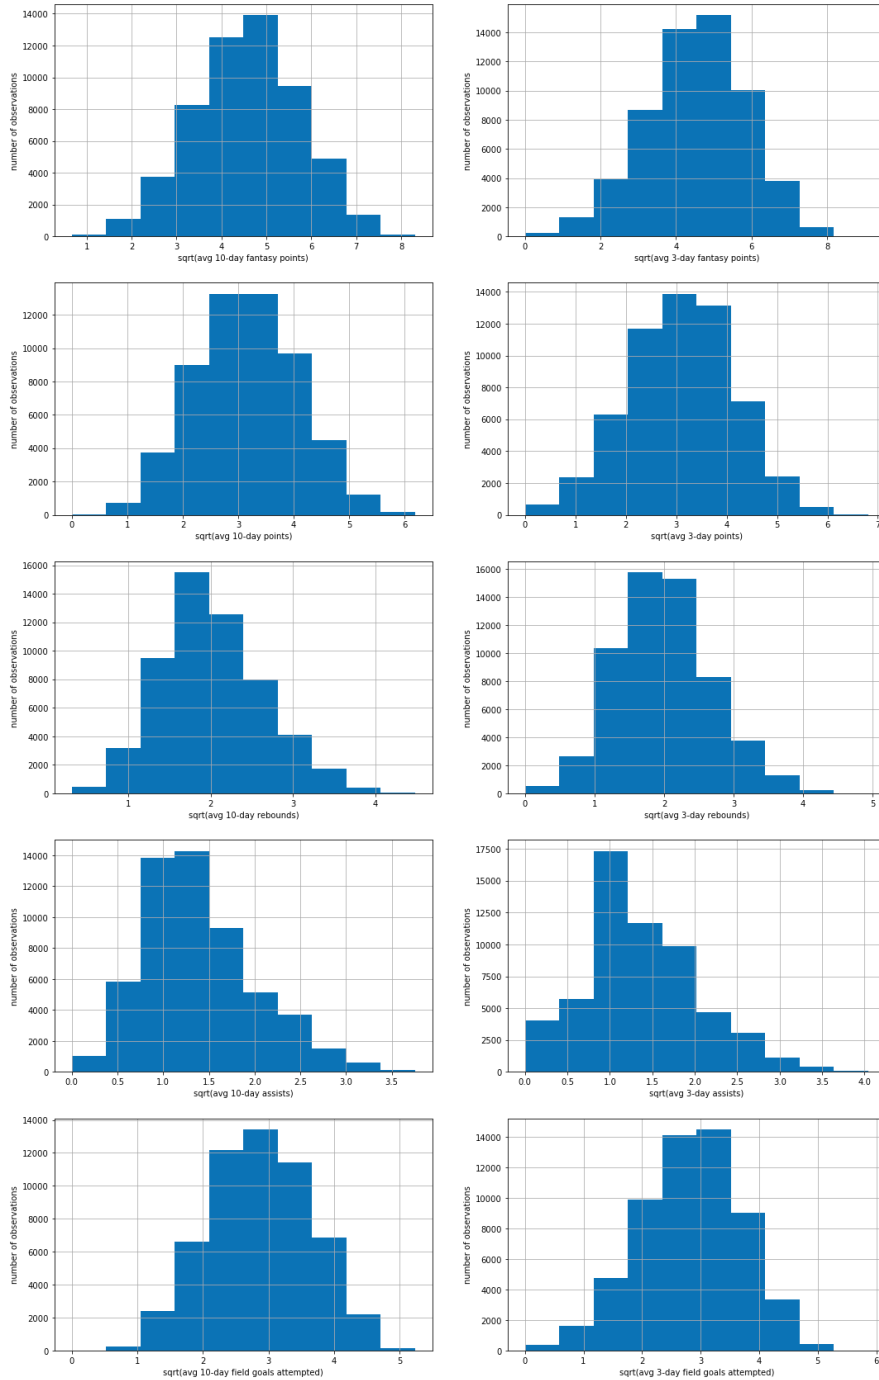 number of observations
14000
12000
10000
8000
6000
4000
2000
0
1 2 3 4 5 6 7 8
sqrt(avg 10-day fantasy points)
number of observations
14000
12000
10000
8000
6000
4000
2000
0
0 2 4 6 8
sqrt(avg 3-day fantasy points)
number of observations
12000
10000
8000
6000
4000
2000
0
0 1 2 3 4 5 6
sqrt(avg 10-day points)
number of observations
14000
12000
10000
8000
6000
4000
2000
0
0 1 2 3 4 5 6 7
sqrt(avg 3-day points)
number of observations
16000
14000
12000
10000
8000
6000
4000
2000
0
1 2 3 4
sqrt(avg 10-day rebounds)
number of observations
16000
14000
12000
10000
8000
6000
4000
2000
0
0 1 2 3 4 5
sqrt(avg 3-day rebounds)
number of observations
14000
12000
10000
8000
6000
4000
2000
0
0.0 0.5 1.0 1.5 2.0 2.5 3.0 3.5
sqrt(avg 10-day assists)
number of observations
17500
15000
12500
10000
7500
5000
2500
0
0.0 0.5 1.0 1.5 2.0 2.5 3.0 3.5 4.0
sqrt(avg 3-day assists)
number of observations
14000
12000
10000
8000
6000
4000
2000
0
0 1 2 3 4 5
sqrt(avg 10-day field goals attempted)
number of observations
14000
12000
10000
8000
6000
4000
2000
0
0 1 2 3 4 5 6
sqrt(avg 3-day field goals attempted)